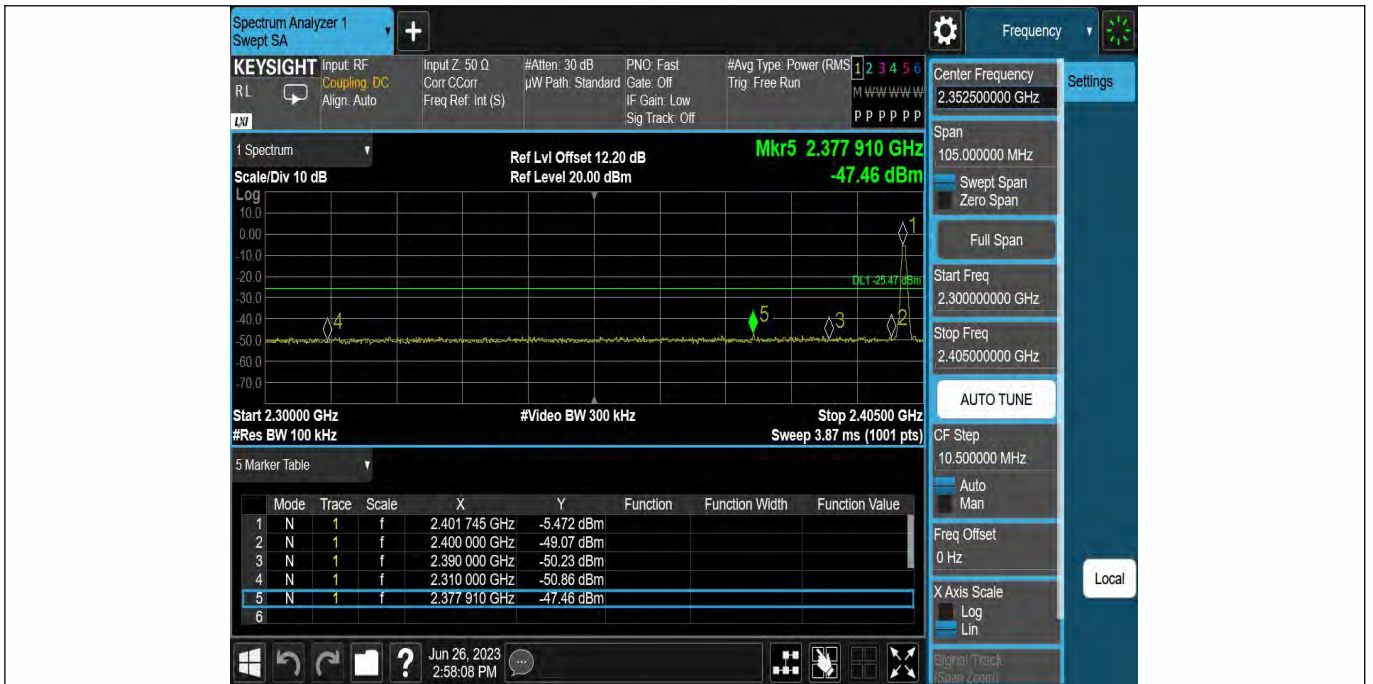 Spectrum Analyzer 1
Swept SA
+
Frequency
KEYSIGHT
RL
LXI
Input: RF
Coupling: DC
Align: Auto
Input Z: 50 Ω
Corr CCorr
Freq Ref: Int (S)
#Atten: 30 dB
µW Path: Standard
PNO: Fast
Gate: Off
IF Gain: Low
Sig Track: Off
#Avg Type: Power (RMS
Trig: Free Run
1 2 3 4 5 6
M W W W W W
P P P P P P
1 Spectrum
Scale/Div 10 dB
Ref Lvl Offset 12.20 dB
Ref Level 20.00 dBm
Mkr5 2.377 910 GHz
-47.46 dBm
Log
10.0
0.00
-10.0
-20.0
-30.0
-40.0
-50.0
-60.0
-70.0
1
DL1 -25.47 dBm
4
5
3
2
Start 2.30000 GHz
#Video BW 300 kHz
Stop 2.40500 GHz
#Res BW 100 kHz
Sweep 3.87 ms (1001 pts)
5 Marker Table
Mode Trace Scale X Y Function Function Width Function Value
1 N 1 f 2.401 745 GHz -5.472 dBm
2 N 1 f 2.400 000 GHz -49.07 dBm
3 N 1 f 2.390 000 GHz -50.23 dBm
4 N 1 f 2.310 000 GHz -50.86 dBm
5 N 1 f 2.377 910 GHz -47.46 dBm
6
?
Jun 26, 2023
2:58:08 PM
Center Frequency
2.352500000 GHz
Settings
Span
105.000000 MHz
Swept Span
Zero Span
Full Span
Start Freq
2.300000000 GHz
Stop Freq
2.405000000 GHz
AUTO TUNE
CF Step
10.500000 MHz
Auto
Man
Freq Offset
0 Hz
Local
X Axis Scale
Log
Lin
Signal Track
(Span Zoom)